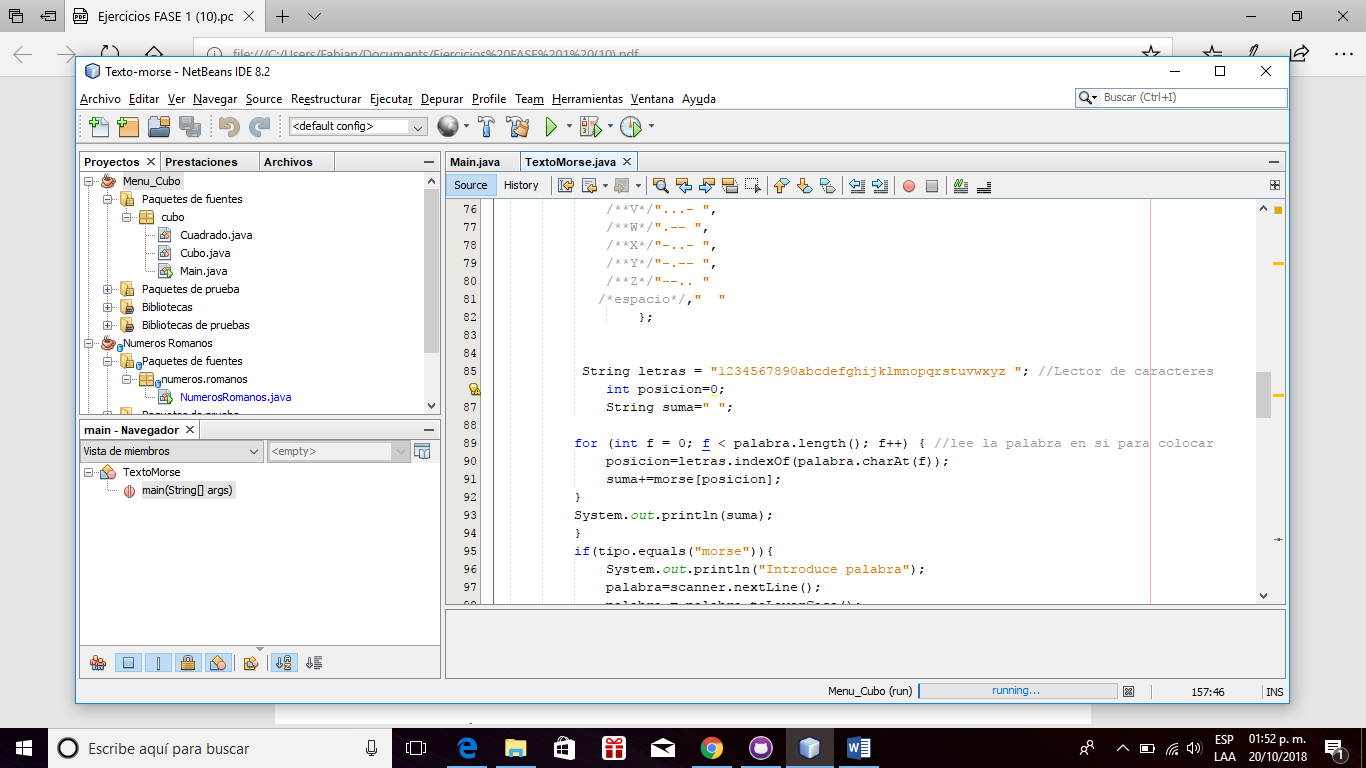 Ejercicios FASE 1 (10).pc
file:///C:/Users/Fabian/Documents/Ejercicios%20FASE%201%20(10).pdf
Texto-morse - NetBeans IDE 8.2
Archivo Editar Ver Navegar Source Reestructurar Ejecutar Depurar Profile Team Herramientas Ventana Ayuda
Buscar (Ctrl+I)
<default config>
Proyectos Prestaciones Archivos
Menu_Cubo
Paquetes de fuentes
cubo
Cuadrado.java
Cubo.java
Main.java
Paquetes de prueba
Bibliotecas
Bibliotecas de pruebas
Numeros Romanos
Paquetes de fuentes
numeros.romanos
NumerosRomanos.java
Paquetes de prueba
main - Navegador
Vista de miembros <empty>
TextoMorse
main(String[] args)
Main.java TextoMorse.java
Source History
76 /**V*/"...- ",
77 /**W*/".-- ",
78 /**X*/"-..- ",
79 /**Y*/"-.-- ",
80 /**Z*/"--.. "
81 /*espacio*/,"  "
82 };
83
84
85 String letras = "1234567890abcdefghijklmnopqrstuvwxyz "; //Lector de caracteres
int posicion=0;
87 String suma=" ";
88
89 for (int f = 0; f < palabra.length(); f++) { //lee la palabra en si para colocar
90 posicion=letras.indexOf(palabra.charAt(f));
91 suma+=morse[posicion];
92 }
93 System.out.println(suma);
94 }
95 if(tipo.equals("morse")){
96 System.out.println("Introduce palabra");
97 palabra=scanner.nextLine();
98 palabra = palabra.toLowerCase();
Menu_Cubo (run) running... 157:46 INS
Escribe aquí para buscar
ESP 01:52 p. m.
LAA 20/10/2018 1